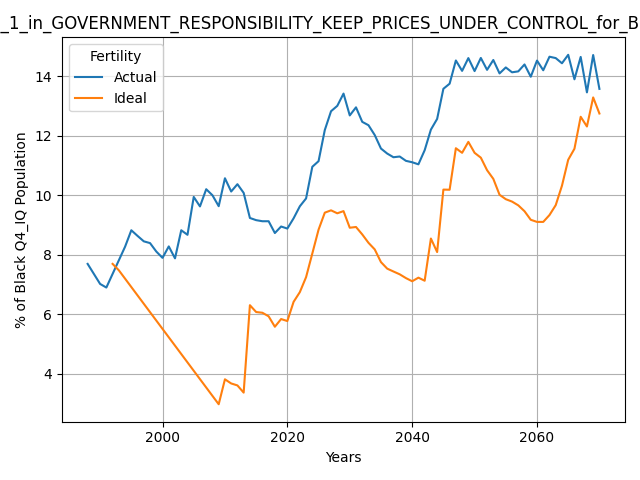 _1_in_GOVERNMENT_RESPONSIBILITY_KEEP_PRICES_UNDER_CONTROL_for_B
Fertility
Actual
Ideal
% of Black Q4_IQ Population
14
12
10
8
6
4
2000 2020 2040 2060
Years